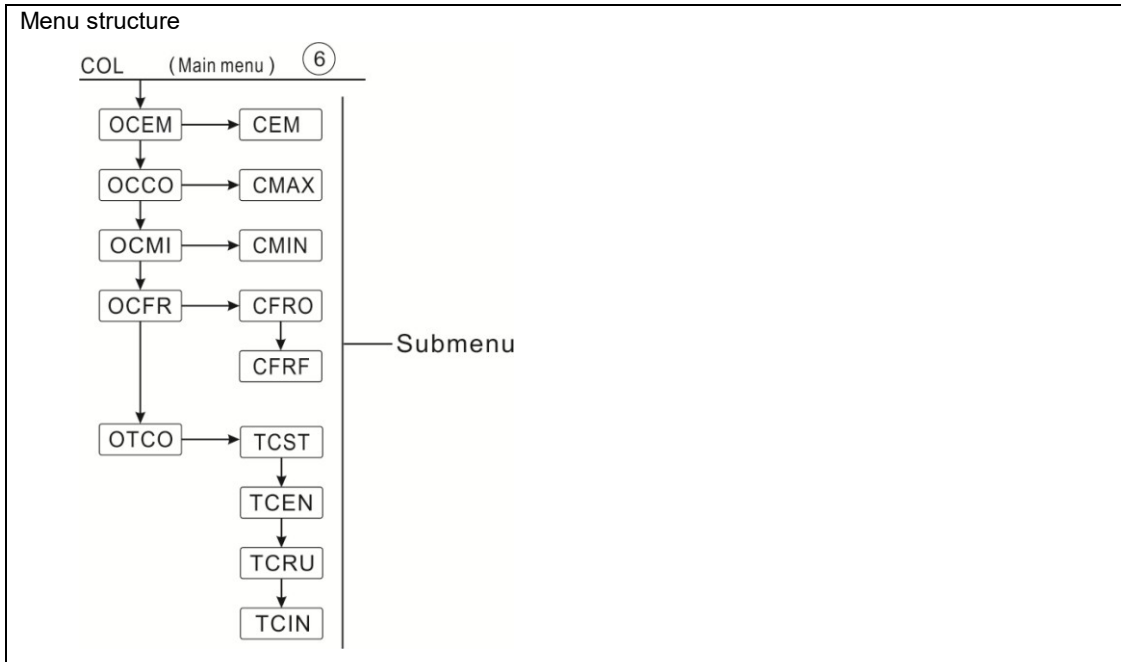 Menu structure
COL (Main menu) 6
OCEM CEM
OCCO CMAX
OCMI CMIN
OCFR CFRO
Submenu
CFRF
OTCO TCST
TCEN
TCRU
TCIN